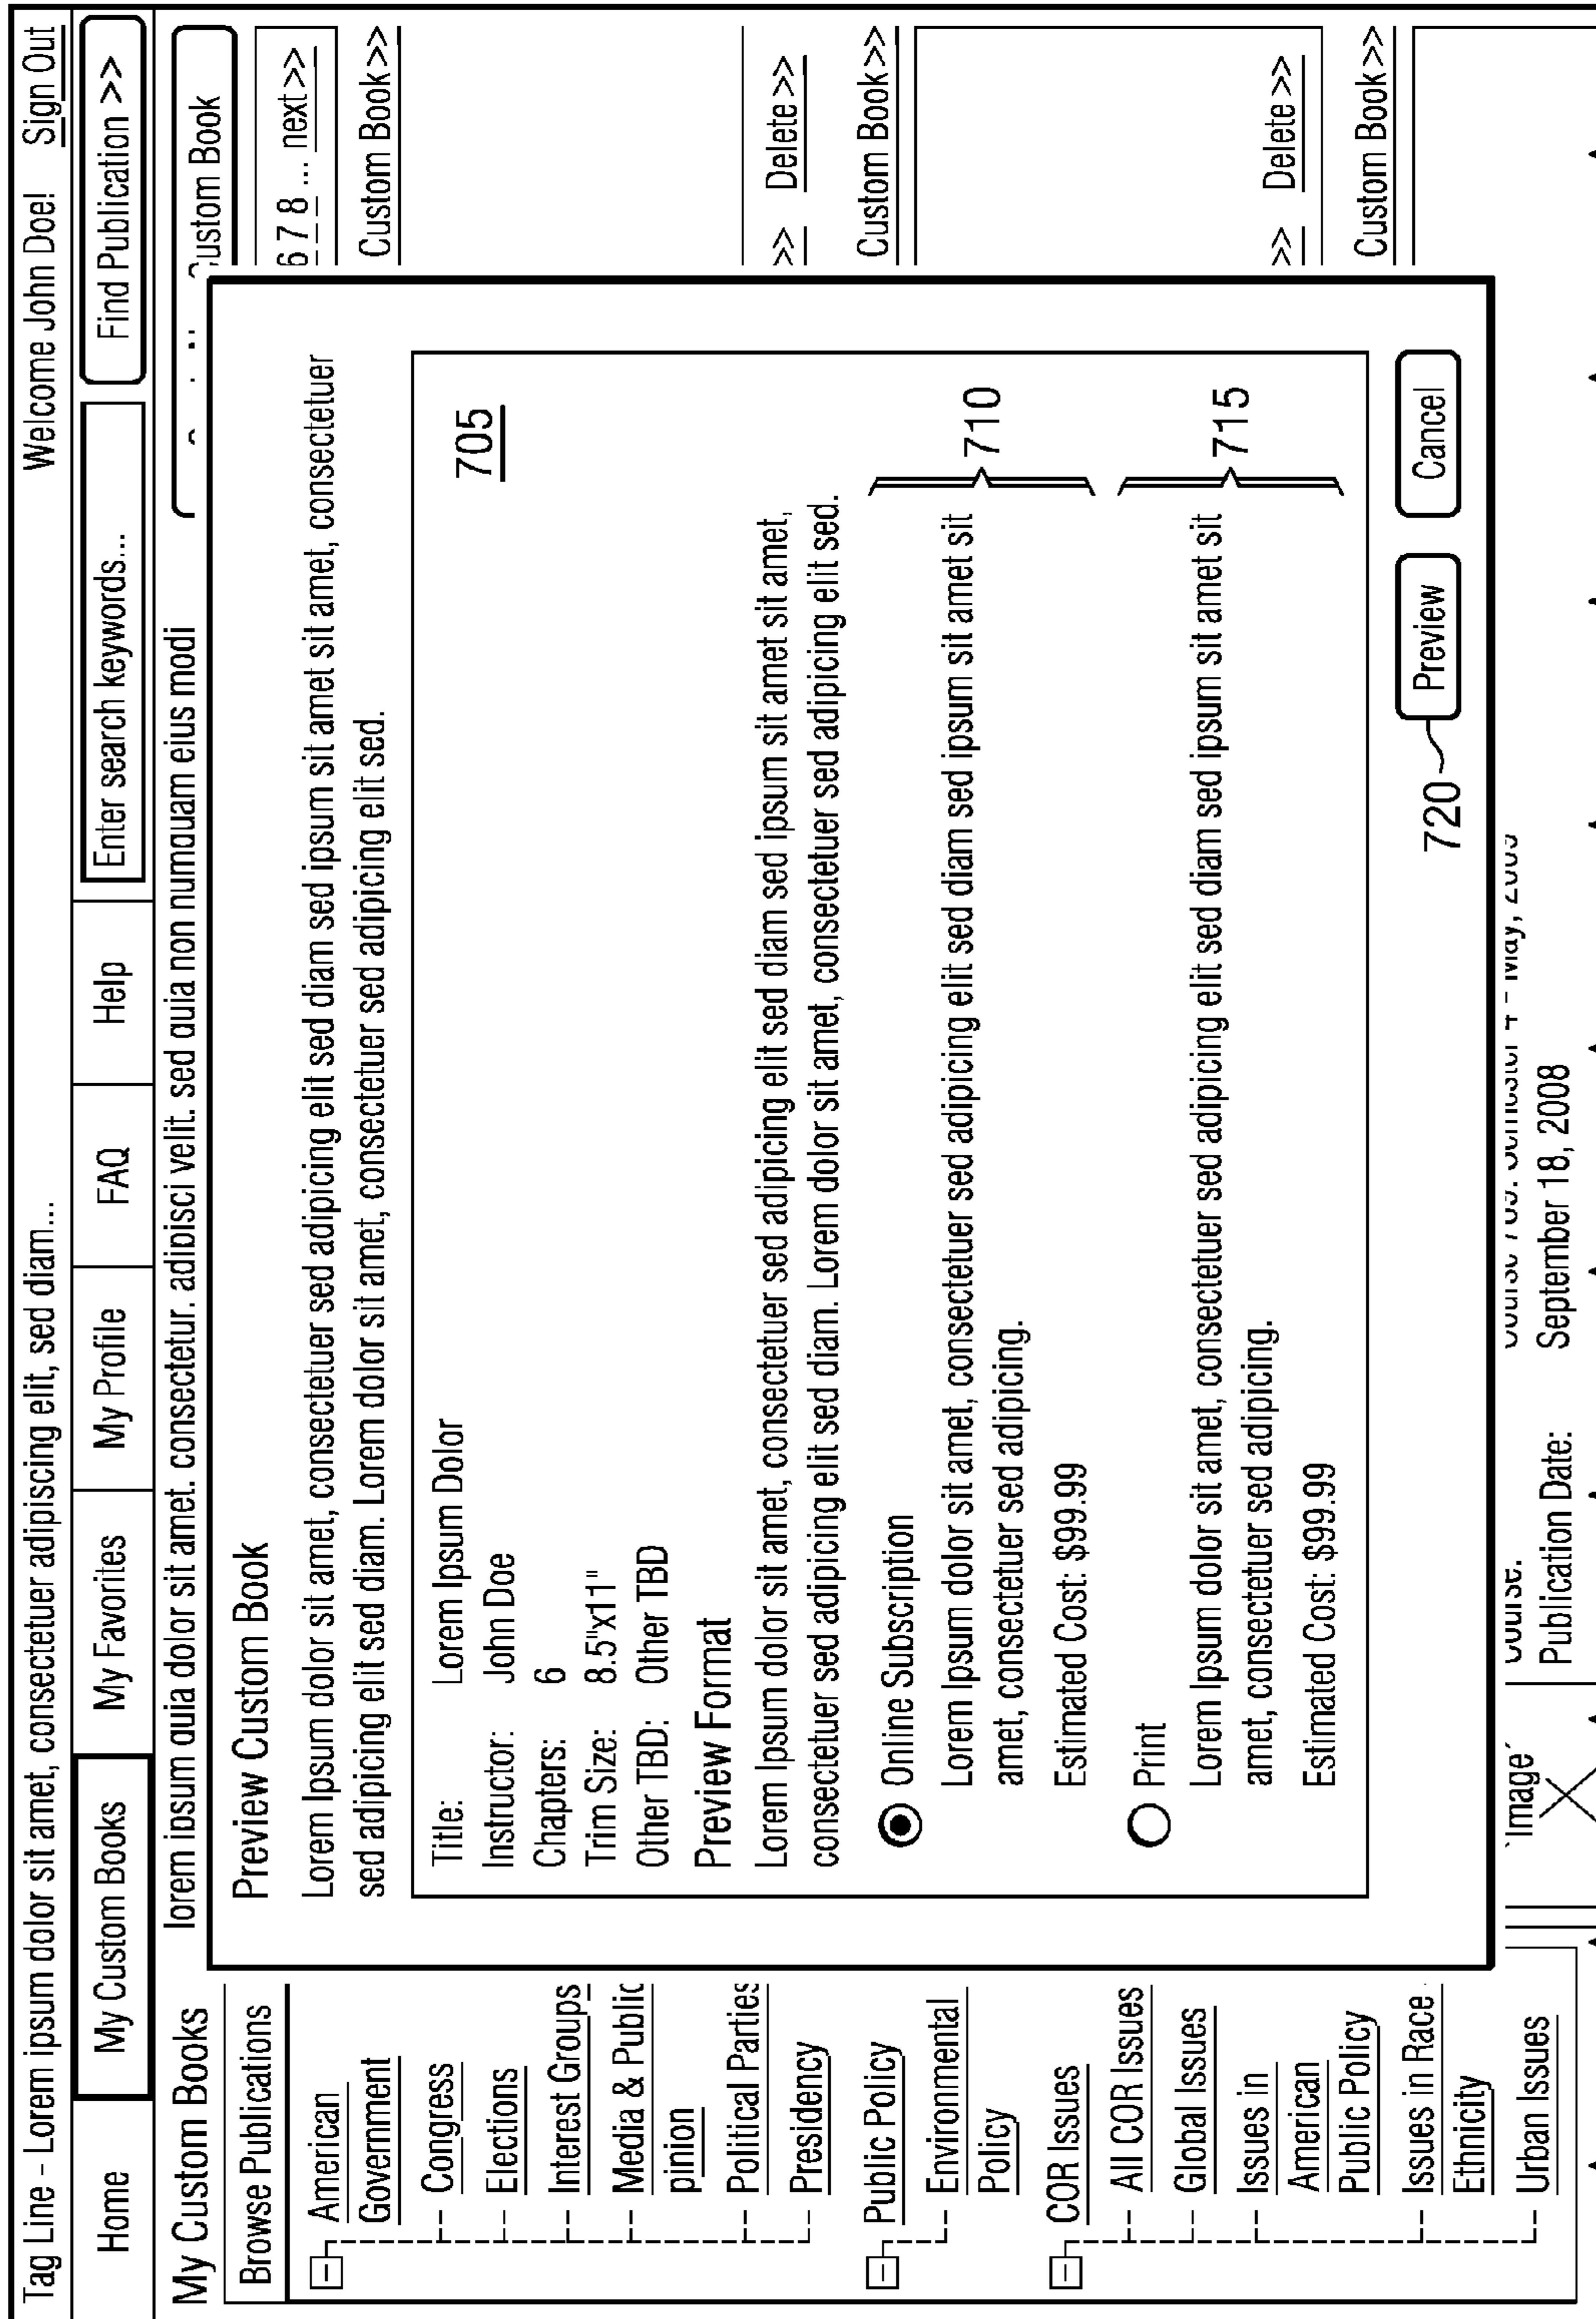 Tag Line - Lorem ipsum dolor sit amet, consectetuer adipiscing elit, sed diam...
Welcome John Doe! Sign Out
Home My Custom Books My Favorites My Profile FAQ Help Enter search keywords... Find Publication >>
My Custom Books
lorem ipsum quia dolor sit amet. consectetur. adipisci velit. sed quia non numquam eius modi
Custom Book
Browse Publications
6 7 8 ... next>>
American
Government
Congress
Elections
Interest Groups
Media & Public
pinion
Political Parties
Presidency
Public Policy
Environmental
Policy
COR Issues
All COR Issues
Global Issues
Issues in
American
Public Policy
Issues in Race
Ethnicity
Urban Issues
Preview Custom Book
Lorem Ipsum dolor sit amet, consectetuer sed adipicing elit sed diam sed ipsum sit amet sit amet, consectetuer
sed adipicing elit sed diam. Lorem dolor sit amet, consectetuer sed adipicing elit sed.
705
Title: Lorem Ipsum Dolor
Instructor: John Doe
Chapters: 6
Trim Size: 8.5"x11"
Other TBD: Other TBD
Preview Format
Lorem Ipsum dolor sit amet, consectetuer sed adipicing elit sed diam sed ipsum sit amet sit amet,
consectetuer sed adipicing elit sed diam. Lorem dolor sit amet, consectetuer sed adipicing elit sed.
Online Subscription
Lorem Ipsum dolor sit amet, consectetuer sed adipicing elit sed diam sed ipsum sit amet sit
amet, consectetuer sed adipicing.
Estimated Cost: $99.99
710
Print
Lorem Ipsum dolor sit amet, consectetuer sed adipicing elit sed diam sed ipsum sit amet sit
amet, consectetuer sed adipicing.
Estimated Cost: $99.99
715
720 Preview Cancel
Custom Book>>
>> Delete >>
Custom Book>>
>> Delete >>
Custom Book>>
Image
Publication Date: September 18, 2008